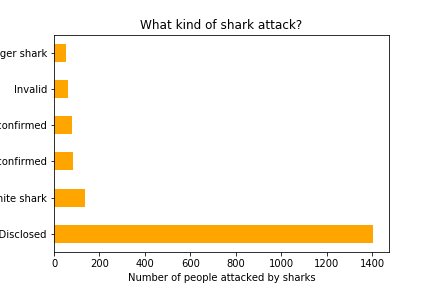 What kind of shark attack?
ger shark
Invalid
confirmed
confirmed
ite shark
Disclosed
0 200 400 600 800 1000 1200 1400
Number of people attacked by sharks